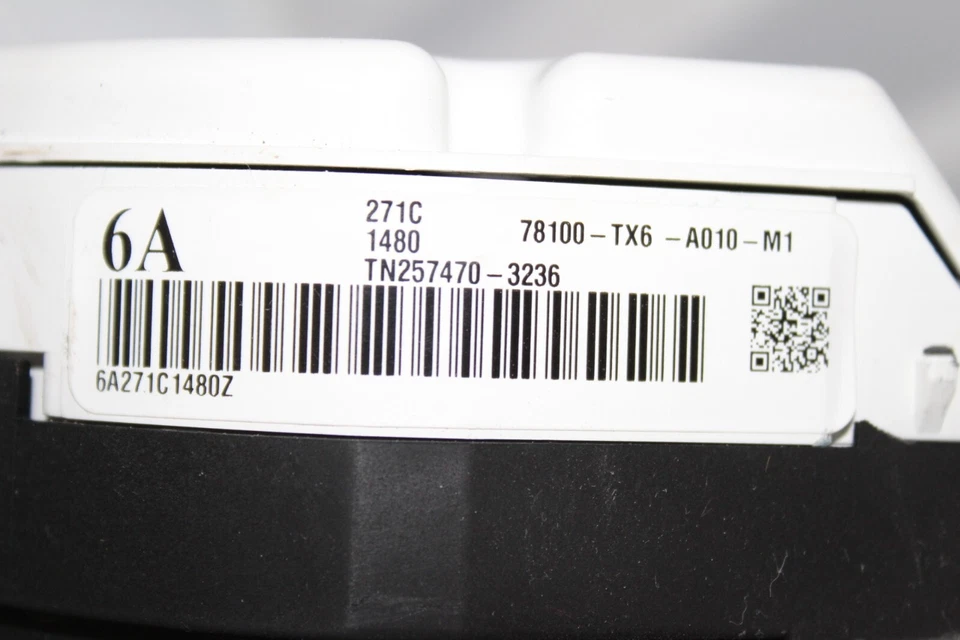 6A
271C
1480
78100-TX6 -A010-M1
TN257470-3236
6A271C1480Z